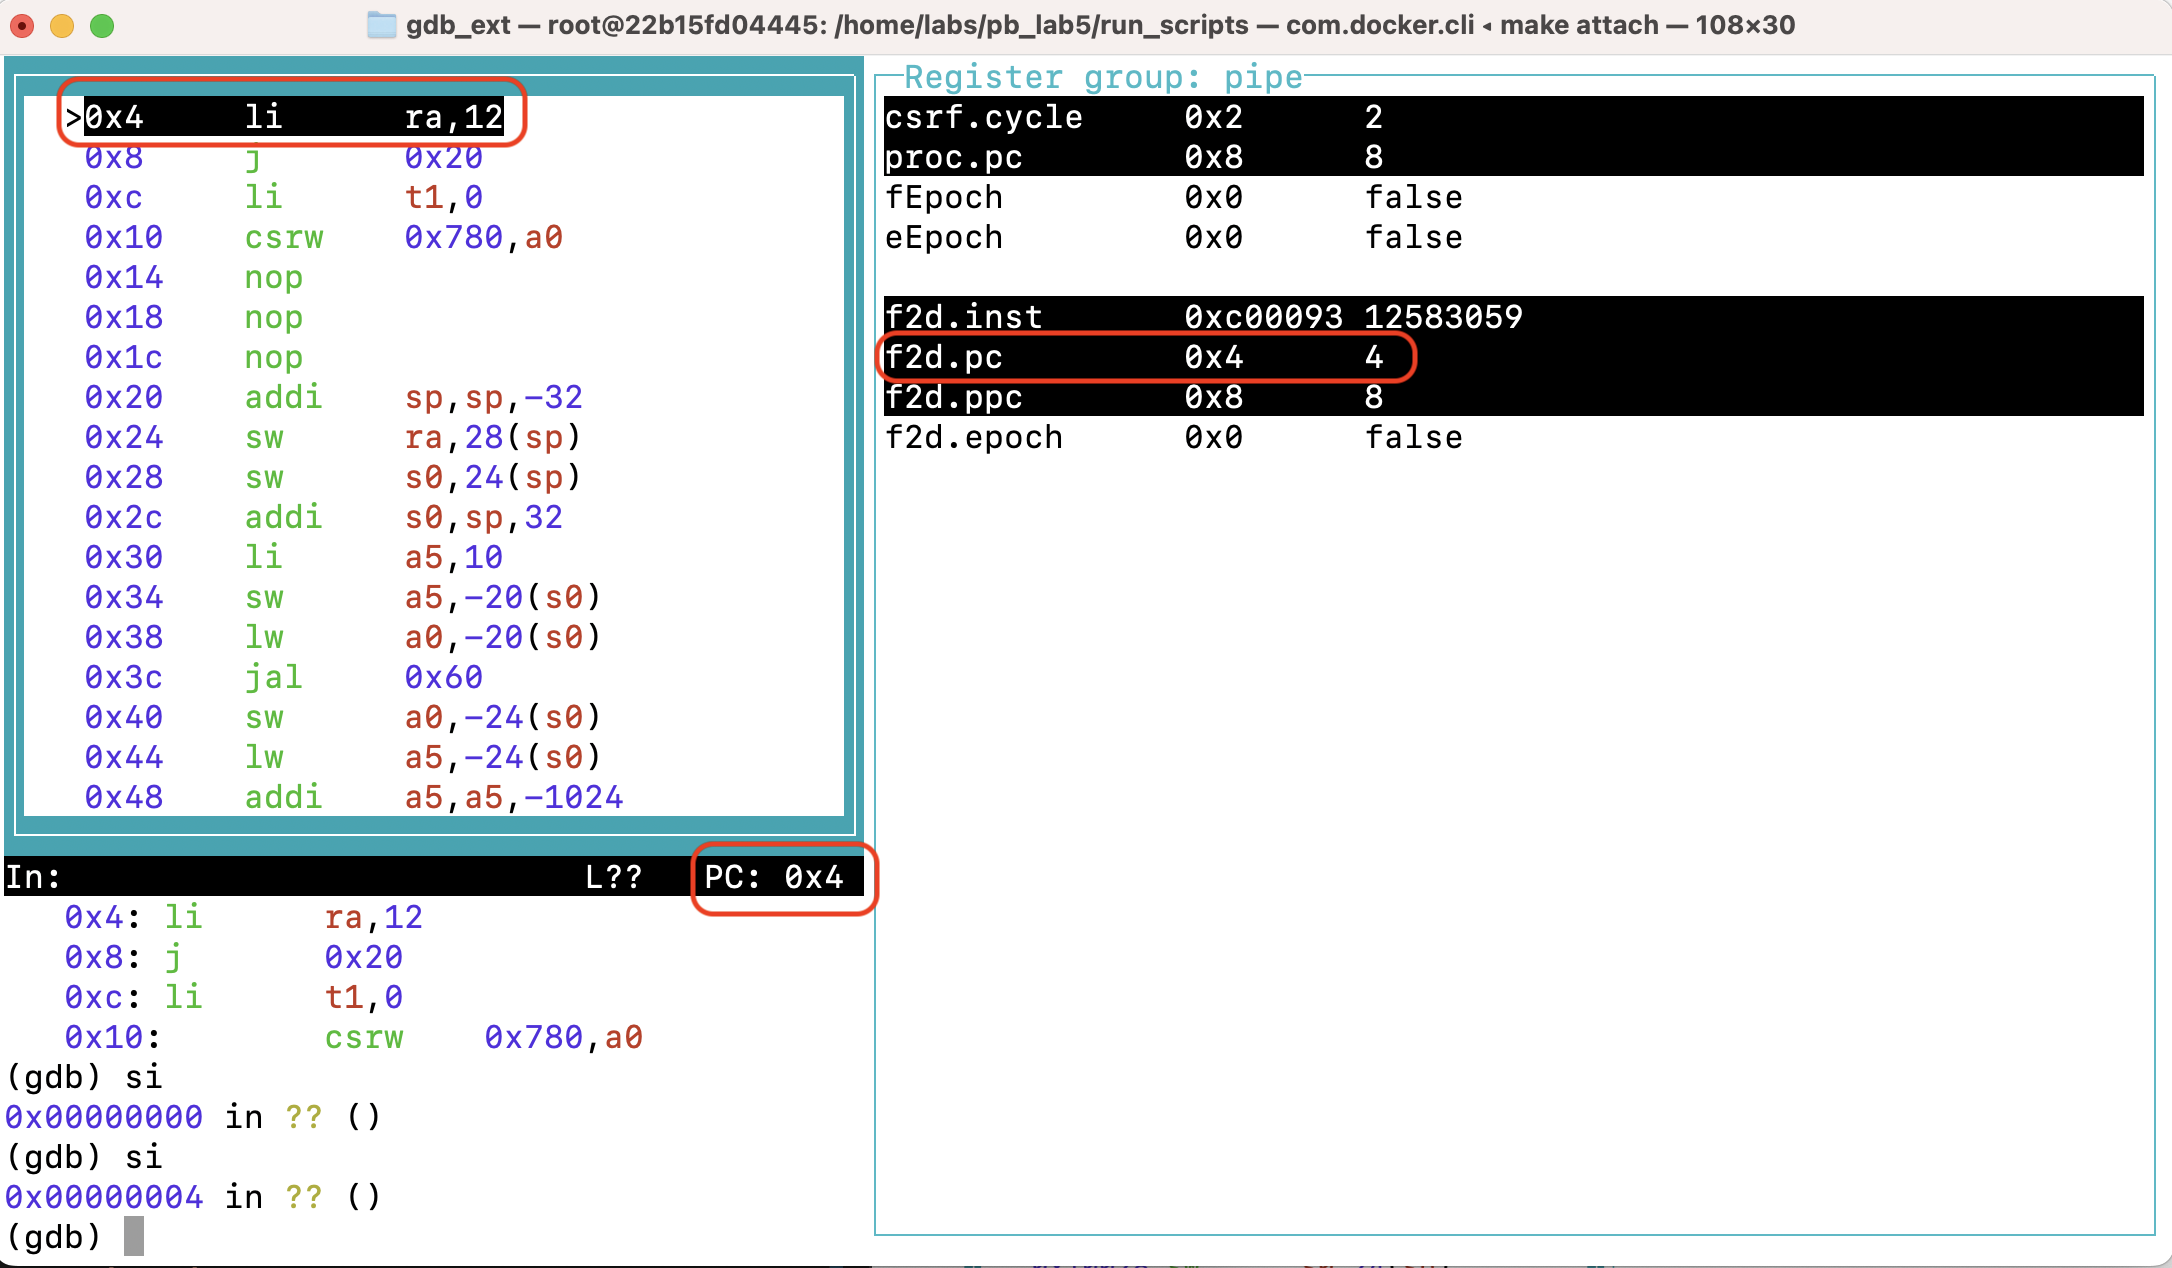 gdb_ext — root@22b15fd04445: /home/labs/pb_lab5/run_scripts — com.docker.cli ◂ make attach — 108×30
>0x4 li ra,12
0x8 j 0x20
0xc li t1,0
0x10 csrw 0x780,a0
0x14 nop
0x18 nop
0x1c nop
0x20 addi sp,sp,-32
0x24 sw ra,28(sp)
0x28 sw s0,24(sp)
0x2c addi s0,sp,32
0x30 li a5,10
0x34 sw a5,-20(s0)
0x38 lw a0,-20(s0)
0x3c jal 0x60
0x40 sw a0,-24(s0)
0x44 lw a5,-24(s0)
0x48 addi a5,a5,-1024
Register group: pipe
csrf.cycle 0x2 2
proc.pc 0x8 8
fEpoch 0x0 false
eEpoch 0x0 false
f2d.inst 0xc00093 12583059
f2d.pc 0x4 4
f2d.ppc 0x8 8
f2d.epoch 0x0 false
In: L?? PC: 0x4
0x4: li ra,12
0x8: j 0x20
0xc: li t1,0
0x10: csrw 0x780,a0
(gdb) si
0x00000000 in ?? ()
(gdb) si
0x00000004 in ?? ()
(gdb)